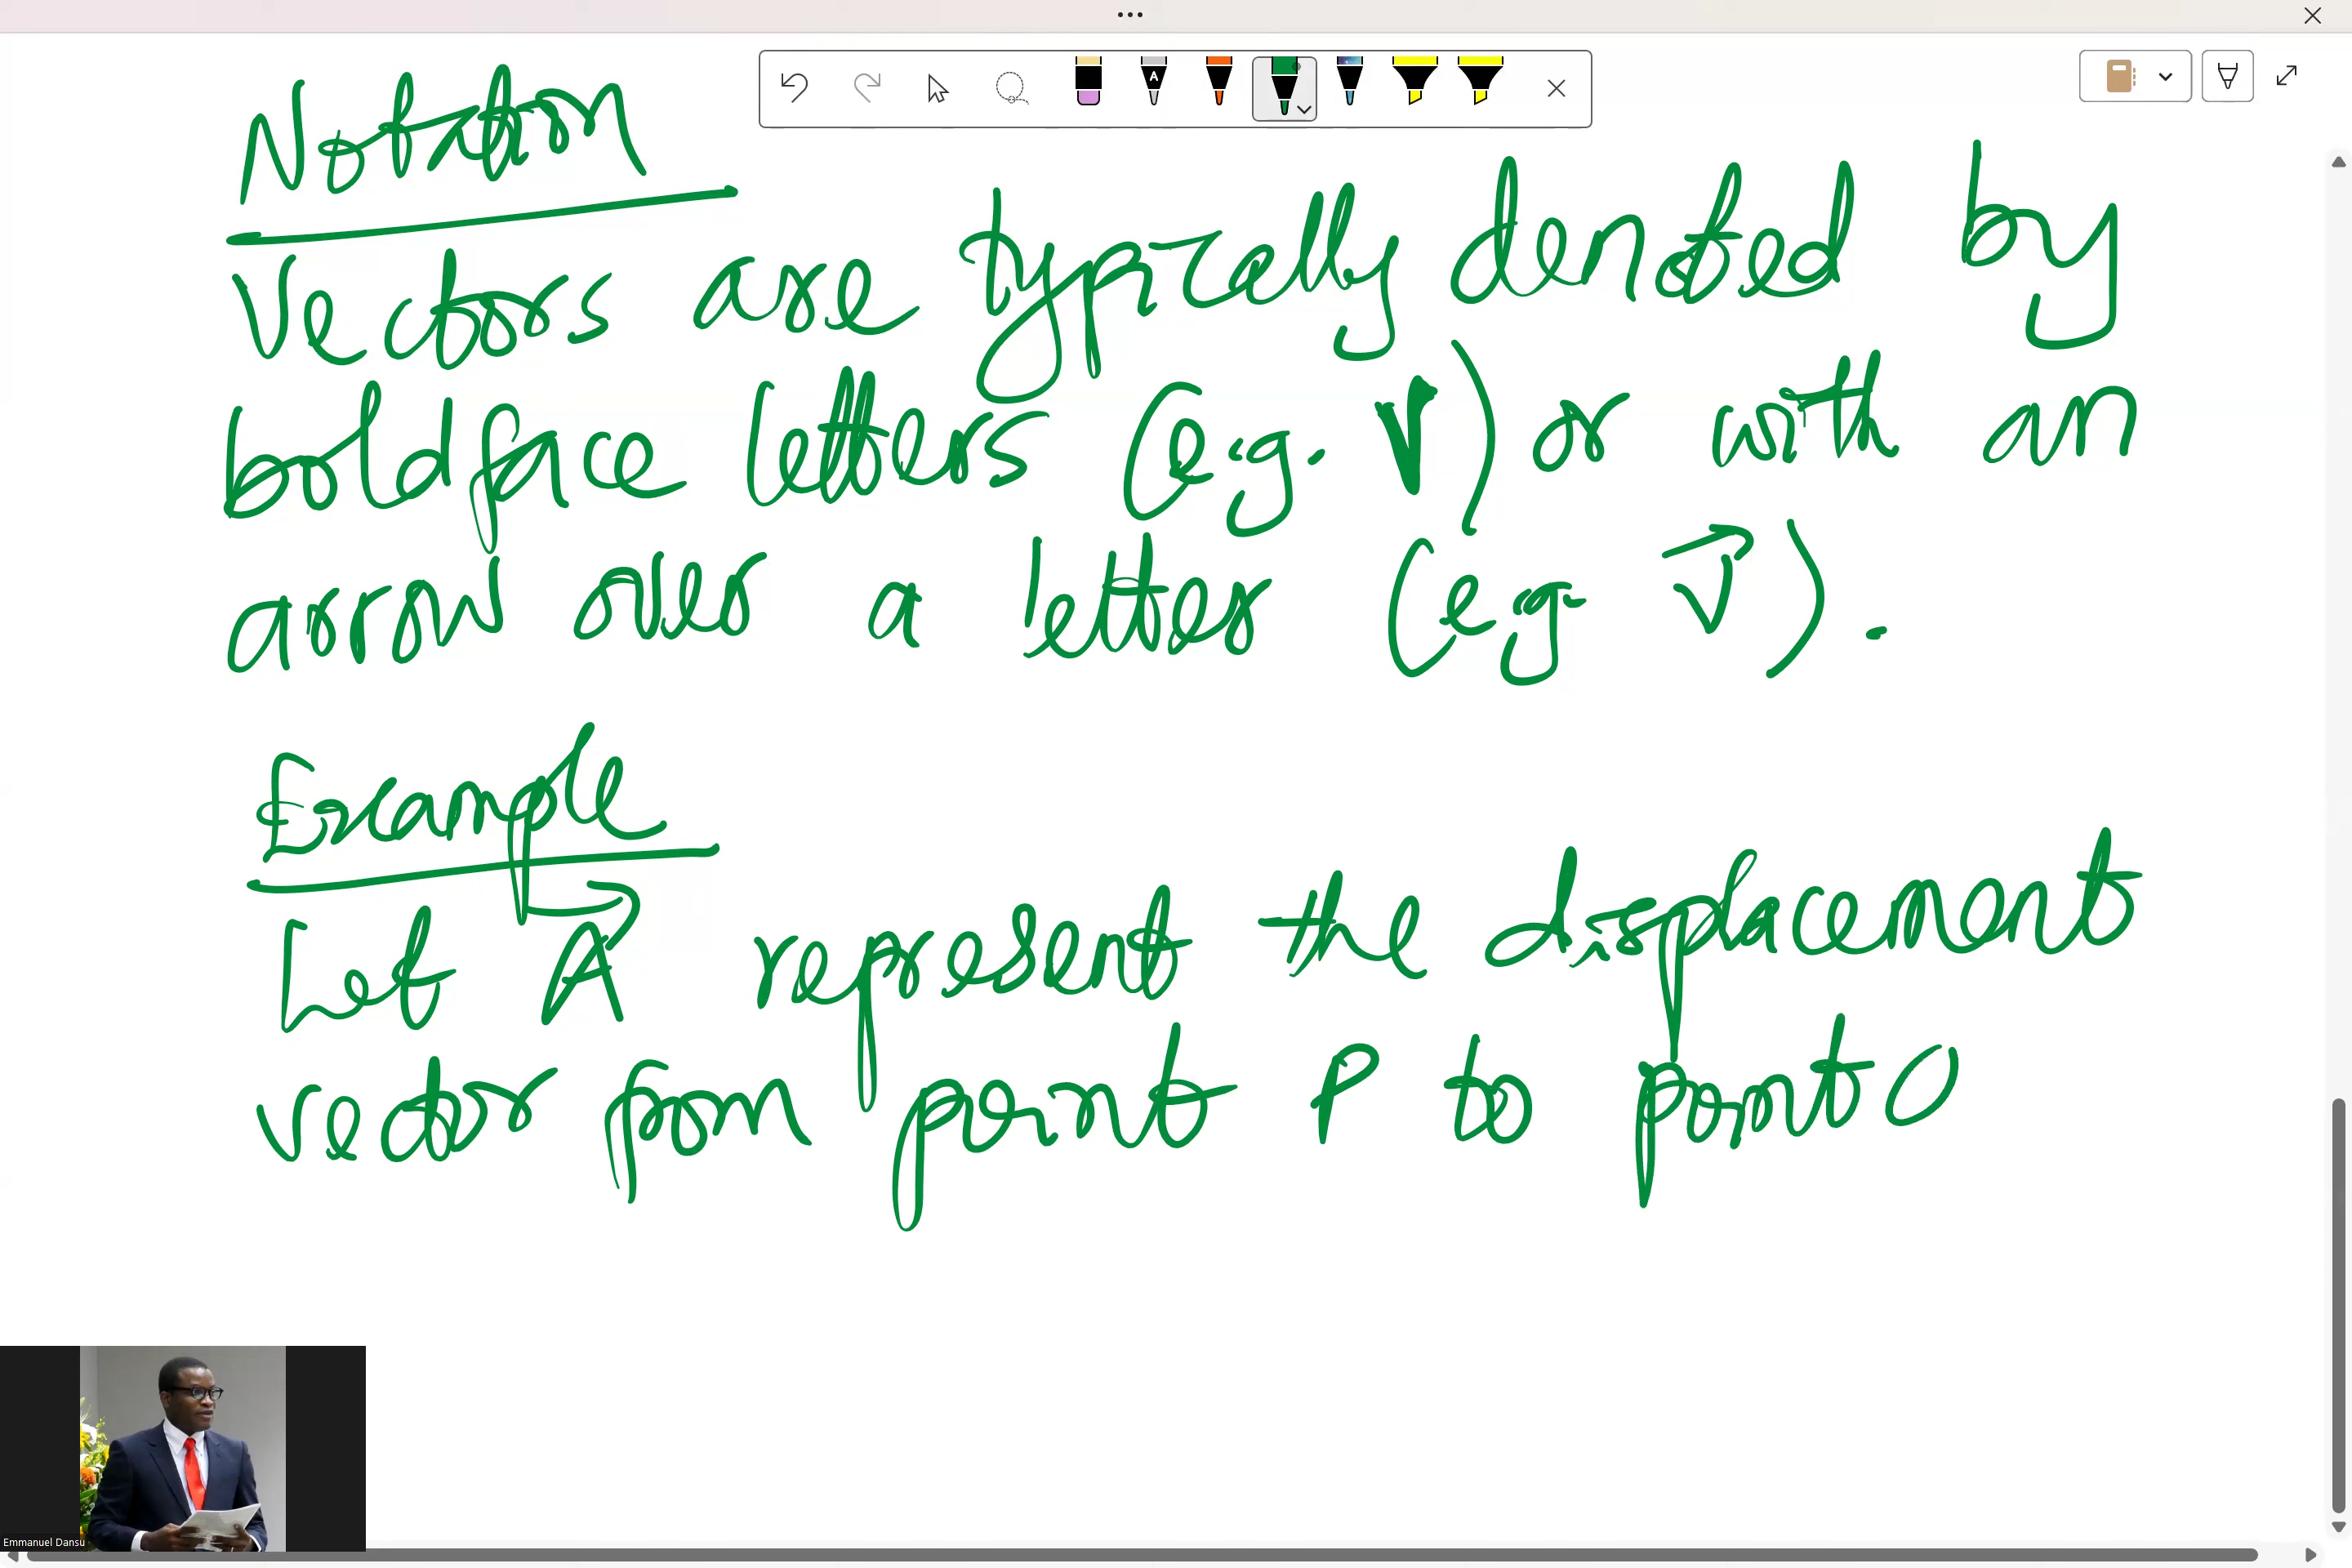 Notation
Vectors are typically denoted by
boldface letters (e.g. V) or with an
arrow over a letter (e.g. v⃗).
Example
Let A⃗ represent the displacement
vector from point P to point O
Emmanuel Dansu